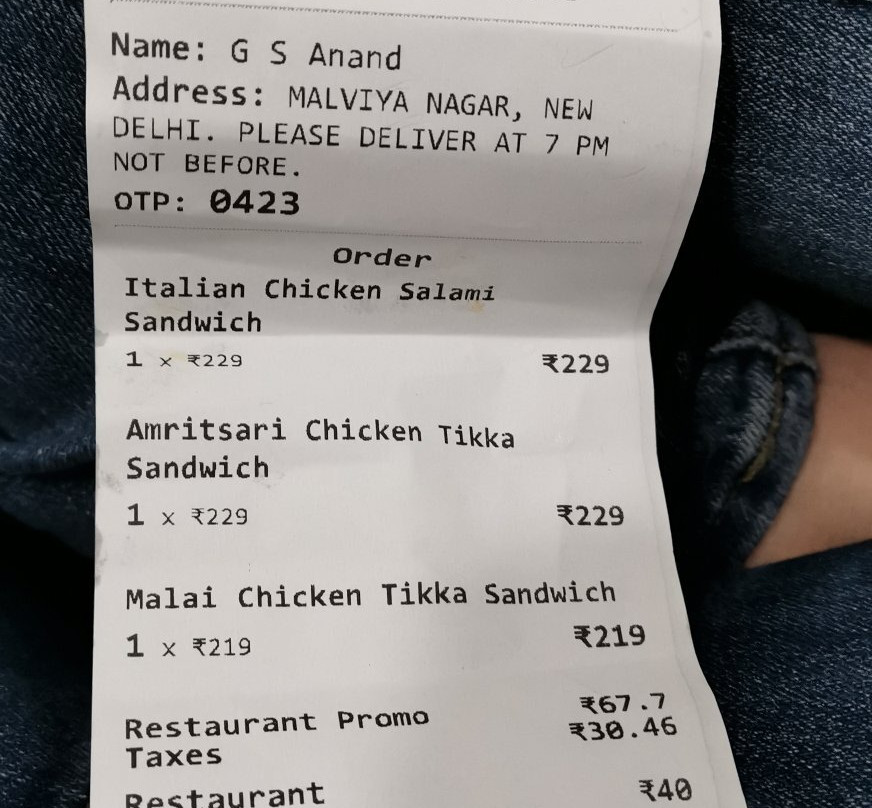 Name: G S Anand
Address: MALVIYA NAGAR, NEW
DELHI. PLEASE DELIVER AT 7 PM
NOT BEFORE.
OTP: 0423
Order
Italian Chicken Salami
Sandwich
1 x ₹229 ₹229
Amritsari Chicken Tikka
Sandwich
1 x ₹229 ₹229
Malai Chicken Tikka Sandwich
1 x ₹219 ₹219
Restaurant Promo ₹67.7
Taxes ₹30.46
Restaurant ₹40